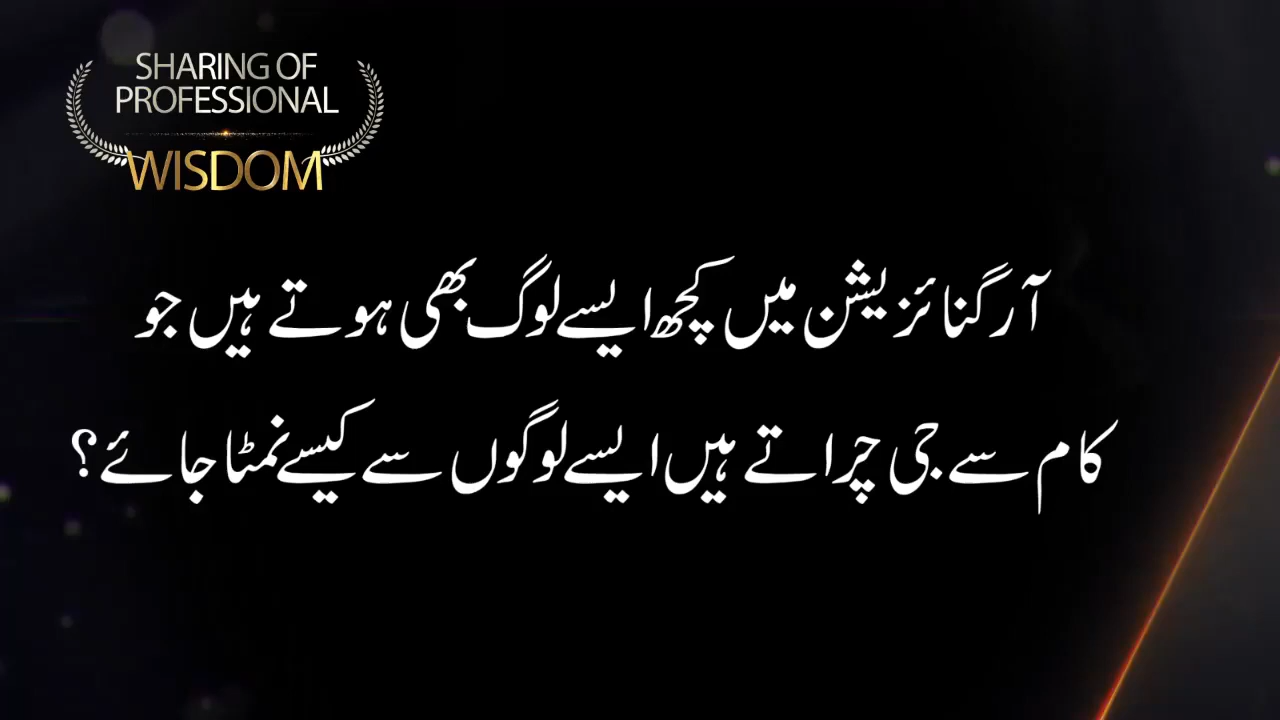 SHARING OF
PROFESSIONAL
WISDOM
آرگنائزیشن میں کچھ ایسے لوگ بھی ہوتے ہیں جو
کام سے جی چراتے ہیں ایسے لوگوں سے کیسے نمٹا جائے؟